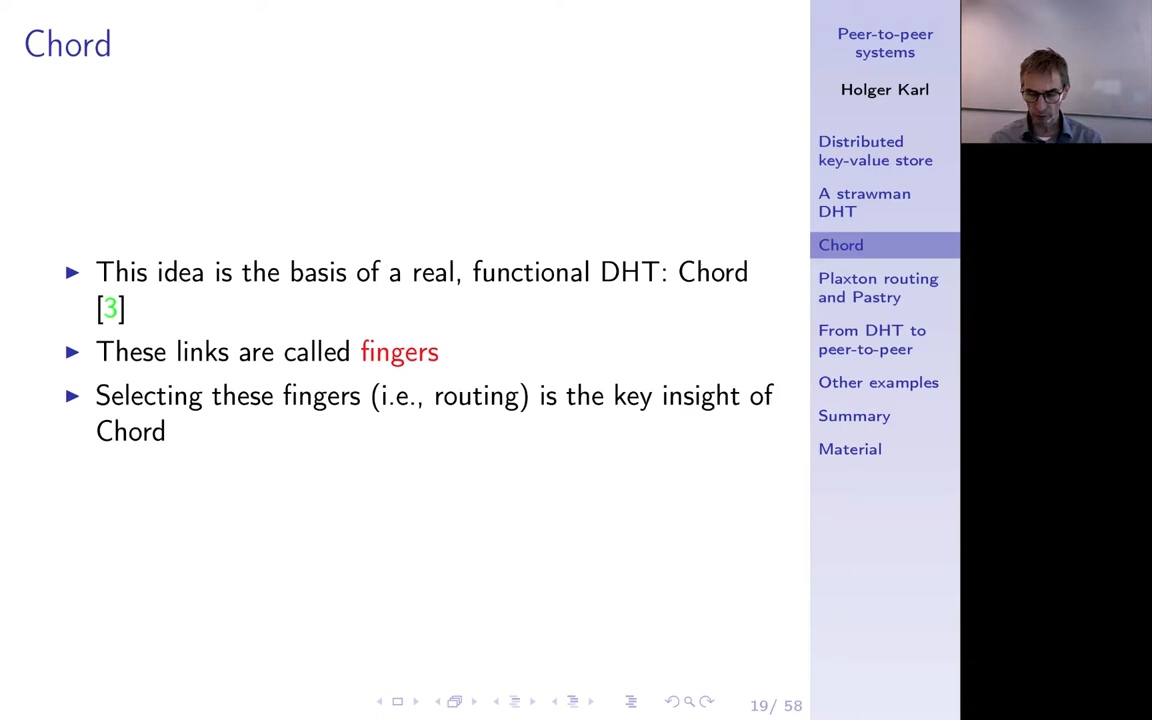 Chord
This idea is the basis of a real, functional DHT: Chord
[3]
These links are called fingers
Selecting these fingers (i.e., routing) is the key insight of
Chord
Peer-to-peer
systems
Holger Karl
Distributed
key-value store
A strawman
DHT
Chord
Plaxton routing
and Pastry
From DHT to
peer-to-peer
Other examples
Summary
Material
19/ 58